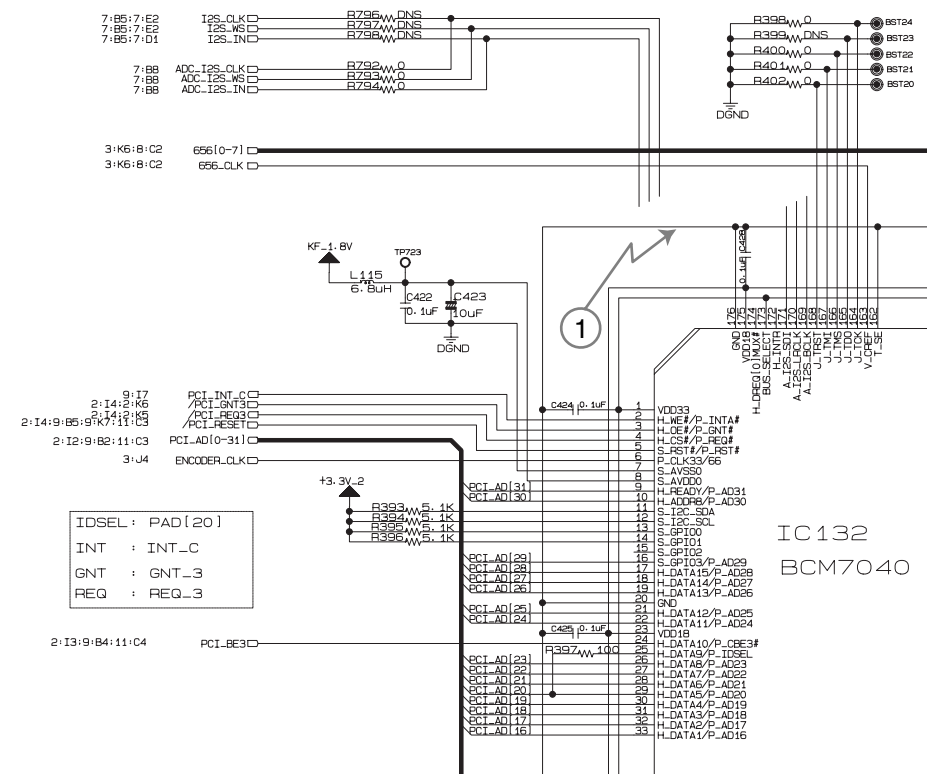 7:B5;7:E2 I2S_CLK R796 DNS
7:B5;7:E2 I2S_WS R797 DNS
7:B5;7:D1 I2S_IN R798 DNS
7:B8 ADC_I2S_CLK R792 0
7:B8 ADC_I2S_WS R793 0
7:B8 ADC_I2S_IN R794 0
R398 0 BST24
R399 DNS BST23
R400 0 BST22
R401 0 BST21
R402 0 BST20
DGND
3:K6;8:C2 656[0-7]
3:K6;8:C2 656_CLK
KF_1.8V
TP723
L115
6.8uH
C422
0.1uF
C423
10uF
DGND
1
C428
0.1uF
176 GND
175 VDD18
174 H_DREQ[0]MUX#
173 BUS_SELECT
172 H_INTR
171 A_I2S_SDI
170 A_I2S_LRCLK
169 A_I2S_BCLK
168 J_TRST
167 J_TMI
166 J_TMS
165 J_TDO
164 J_TCK
163 V_CREF
162 T_SE
9:I7 PCI_INT_C
2:I4;2:K6 /PCI_GNT3
2:I4;2:K5 /PCI_REQ3
2:I4;9:B5;9:K7;11:C3 /PCI_RESET
2:I2;9:B2;11:C3 PCI_AD[0-31]
3:J4 ENCODER_CLK
C424 0.1uF
1 VDD33
2 H_WE#/P_INTA#
3 H_OE#/P_GNT#
4 H_CS#/P_REQ#
5 S_RST#/P_RST#
6 P_CLK33/66
7 S_AVSS0
8 S_AVDD0
PCI_AD[31] 9 H_READY/P_AD31
PCI_AD[30] 10 H_ADDR8/P_AD30
+3.3V_2
R393 5.1K 11 S_I2C_SDA
R394 5.1K 12 S_I2C_SCL
R395 5.1K 13 S_GPIO0
R396 5.1K 14 S_GPIO1
15 S_GPIO2
PCI_AD[29] 16 S_GPIO3/P_AD29
PCI_AD[28] 17 H_DATA15/P_AD28
PCI_AD[27] 18 H_DATA14/P_AD27
PCI_AD[26] 19 H_DATA13/P_AD26
20 GND
PCI_AD[25] 21 H_DATA12/P_AD25
PCI_AD[24] 22 H_DATA11/P_AD24
C425 0.1uF 23 VDD18
2:I3;9:B4;11:C4 PCI_BE3 24 H_DATA10/P_CBE3#
R397 100 25 H_DATA9/P_IDSEL
PCI_AD[23] 26 H_DATA8/P_AD23
PCI_AD[22] 27 H_DATA7/P_AD22
PCI_AD[21] 28 H_DATA6/P_AD21
PCI_AD[20] 29 H_DATA5/P_AD20
PCI_AD[19] 30 H_DATA4/P_AD19
PCI_AD[18] 31 H_DATA3/P_AD18
PCI_AD[17] 32 H_DATA2/P_AD17
PCI_AD[16] 33 H_DATA1/P_AD16
IDSEL: PAD[20]
INT : INT_C
GNT : GNT_3
REQ : REQ_3
IC132
BCM7040